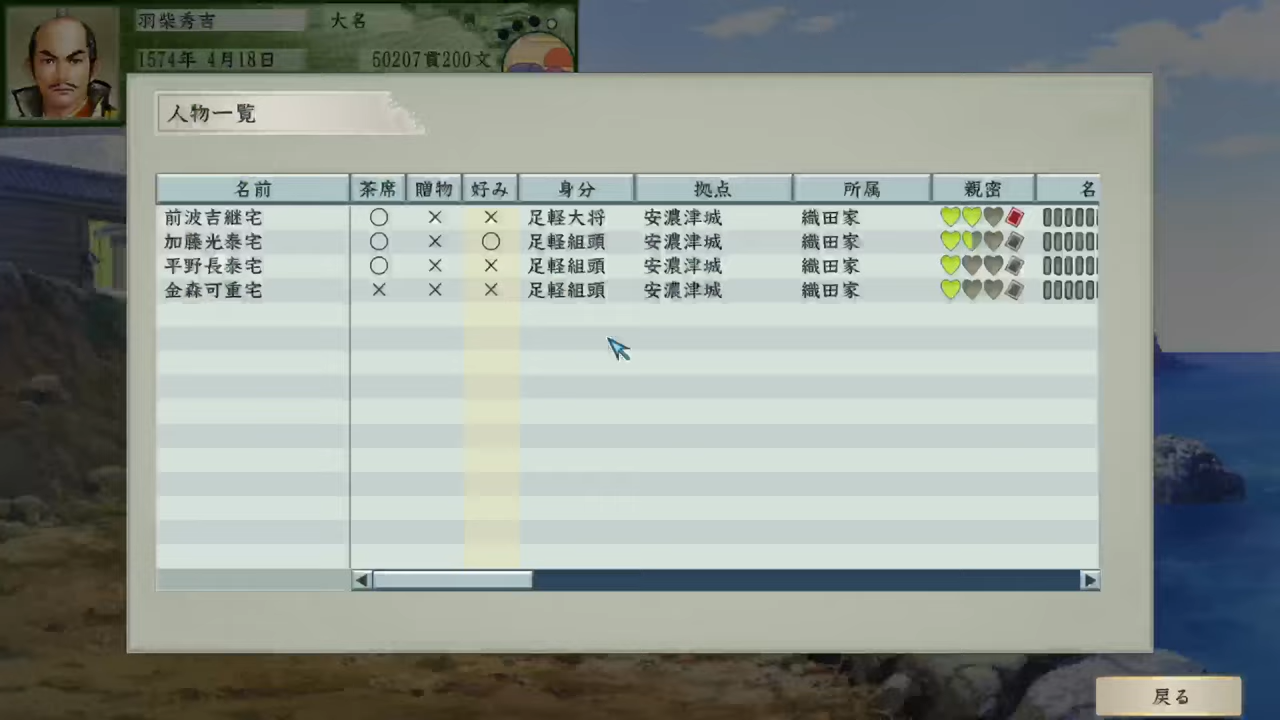 羽柴秀吉 大名
1574年 4月18日 60207貫200文
人物一覧
名前 茶席 贈物 好み 身分 拠点 所属 親密 名
前波吉継宅 ○ × × 足軽大将 安濃津城 織田家
加藤光泰宅 ○ × ○ 足軽組頭 安濃津城 織田家
平野長泰宅 ○ × × 足軽組頭 安濃津城 織田家
金森可重宅 × × × 足軽組頭 安濃津城 織田家
戻る